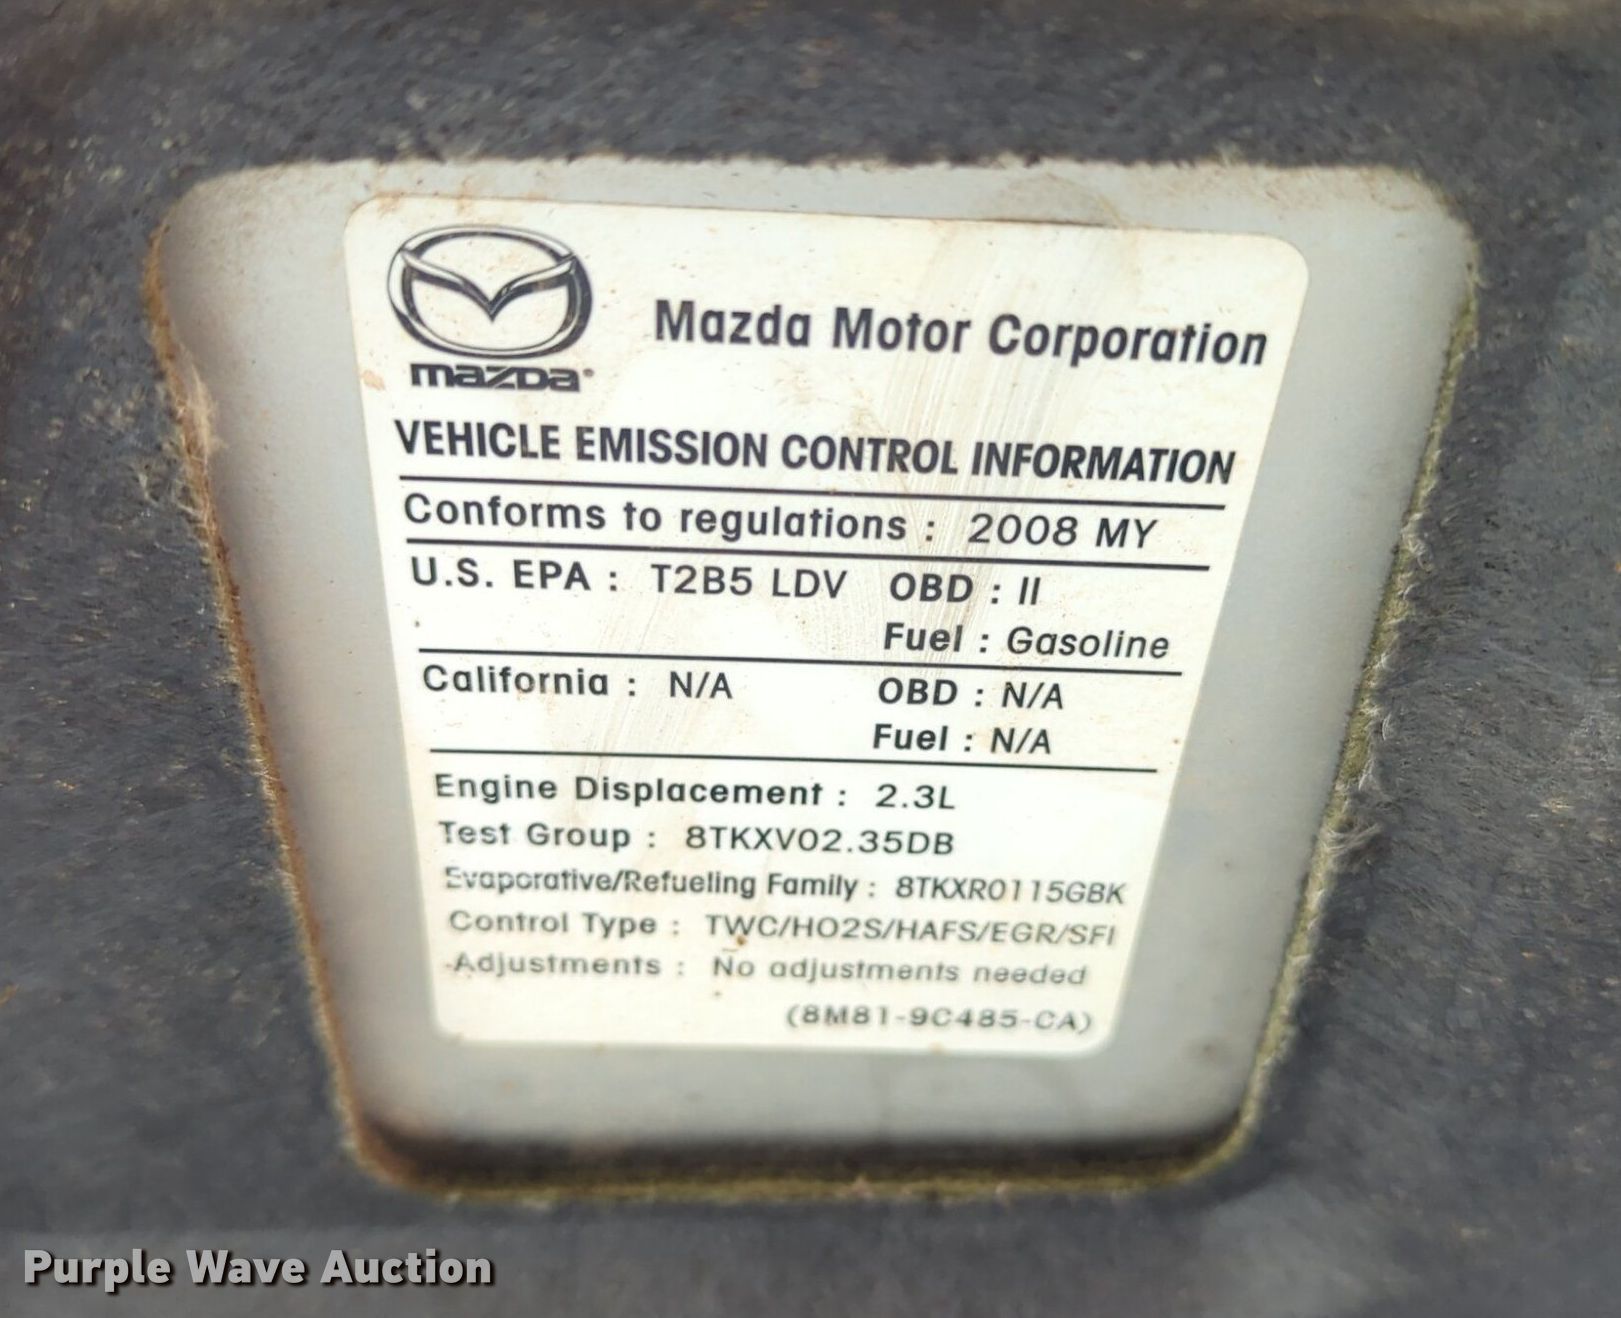 mazda
Mazda Motor Corporation
VEHICLE EMISSION CONTROL INFORMATION
Conforms to regulations : 2008 MY
U.S. EPA : T2B5 LDV OBD : II
Fuel : Gasoline
California : N/A OBD : N/A
Fuel : N/A
Engine Displacement : 2.3L
Test Group : 8TKXV02.35DB
Evaporative/Refueling Family : 8TKXR0115GBK
Control Type : TWC/HO2S/HAFS/EGR/SFI
Adjustments : No adjustments needed
(8M81-9C485-CA)
Purple Wave Auction